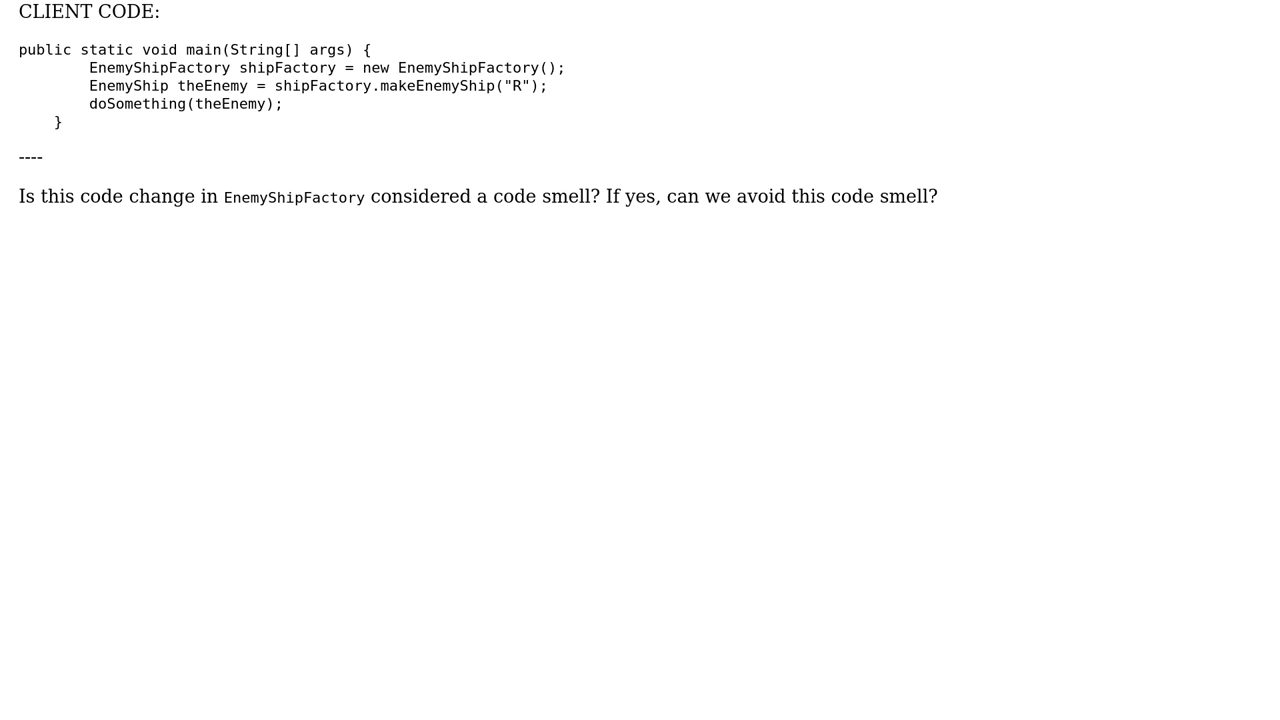 CLIENT CODE:
public static void main(String[] args) {
        EnemyShipFactory shipFactory = new EnemyShipFactory();
        EnemyShip theEnemy = shipFactory.makeEnemyShip("R");
        doSomething(theEnemy);
    }
----
Is this code change in EnemyShipFactory considered a code smell? If yes, can we avoid this code smell?